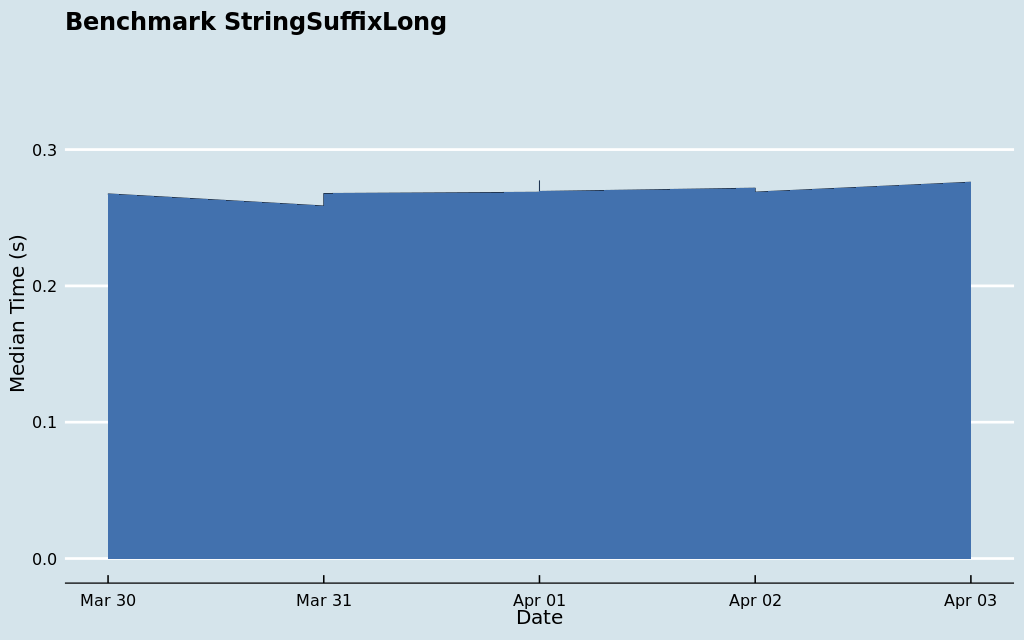 Benchmark StringSuffixLong
Median Time (s)
0.3
0.2
0.1
0.0
Mar 30 Mar 31 Apr 01 Apr 02 Apr 03
Date